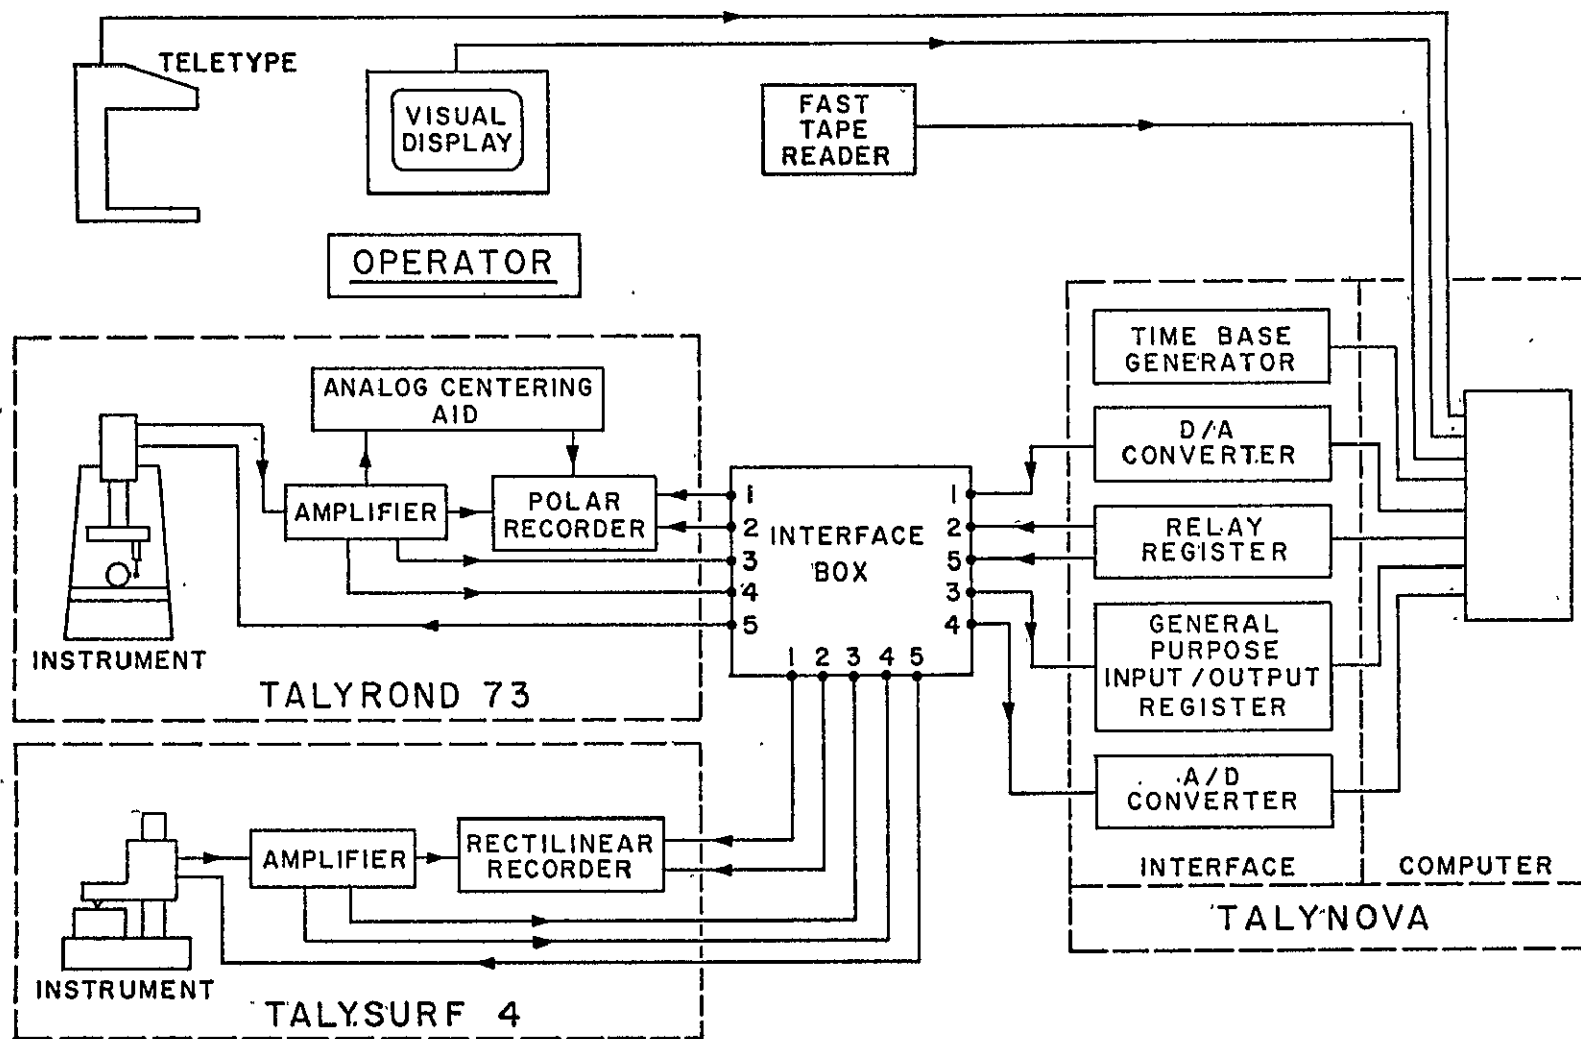 TELETYPE
VISUAL
DISPLAY
FAST
TAPE
READER
OPERATOR
ANALOG CENTERING
AID
AMPLIFIER
POLAR
RECORDER
INSTRUMENT
TALYROND 73
1
2
3
4
5
INTERFACE
BOX
1
2
5
3
4
1 2 3 4 5
TIME BASE
GENERATOR
D/A
CONVERTER
RELAY
REGISTER
GENERAL
PURPOSE
INPUT/OUTPUT
REGISTER
A/D
CONVERTER
INTERFACE
COMPUTER
TALYNOVA
AMPLIFIER
RECTILINEAR
RECORDER
INSTRUMENT
TALYSURF 4